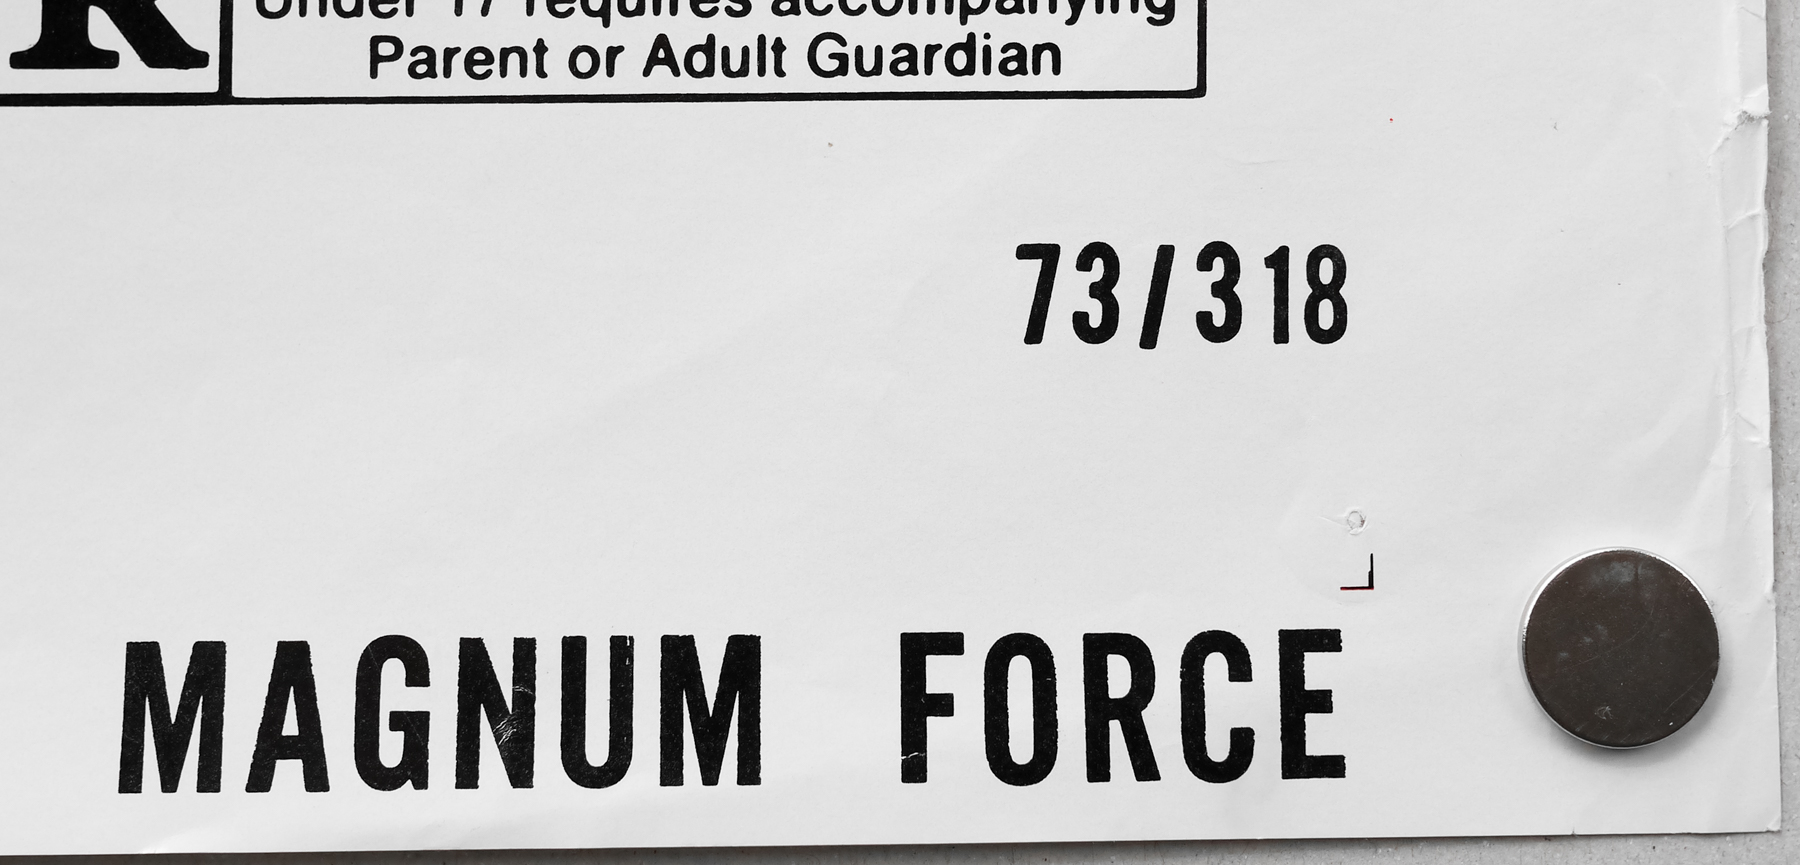 R
Under 17 requires accompanying
Parent or Adult Guardian
73/318
MAGNUM FORCE